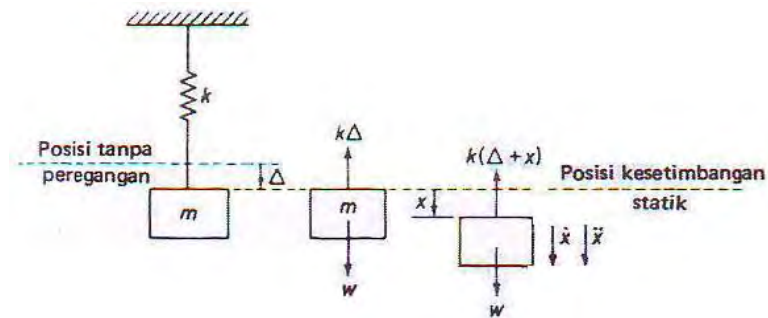 k
Posisi tanpa
peregangan
Δ
m
kΔ
m
w
k(Δ + x)
x
ẋ ẍ
w
Posisi kesetimbangan
statik